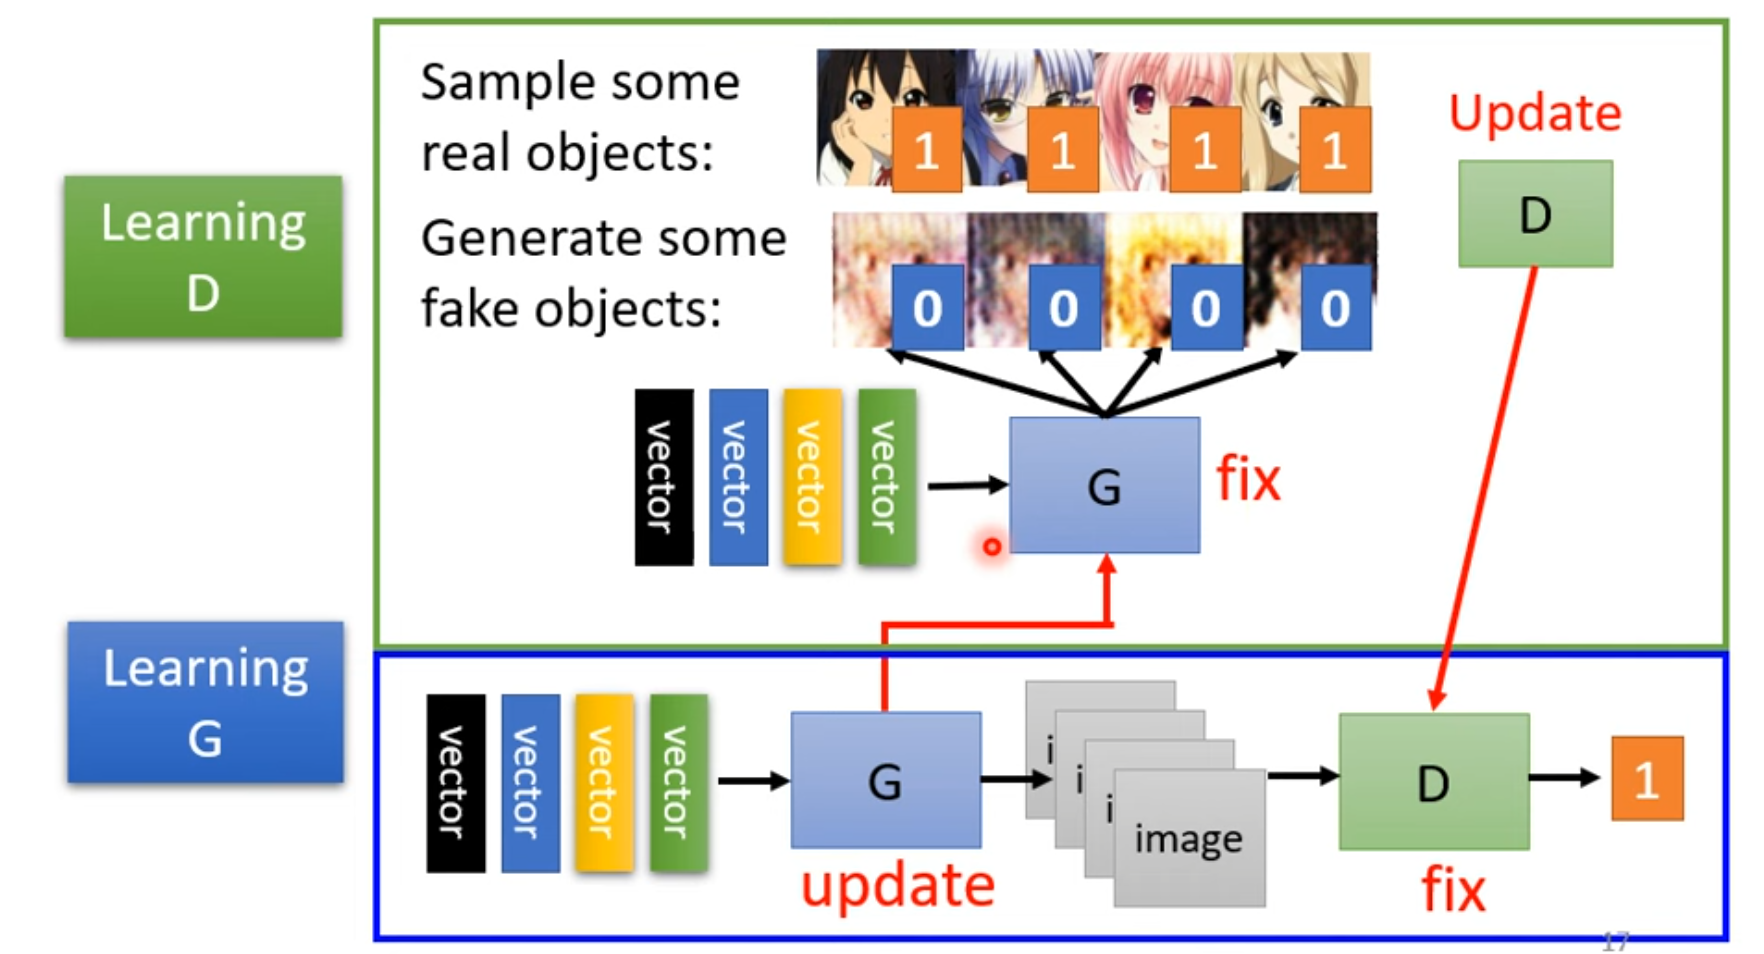 Sample some
real objects:
1 1 1 1
Update
D
Learning
D
Generate some
fake objects:
0 0 0 0
vector vector vector vector
G
fix
Learning
G
vector vector vector vector
G
update
i
i
i
image
D
fix
1
17